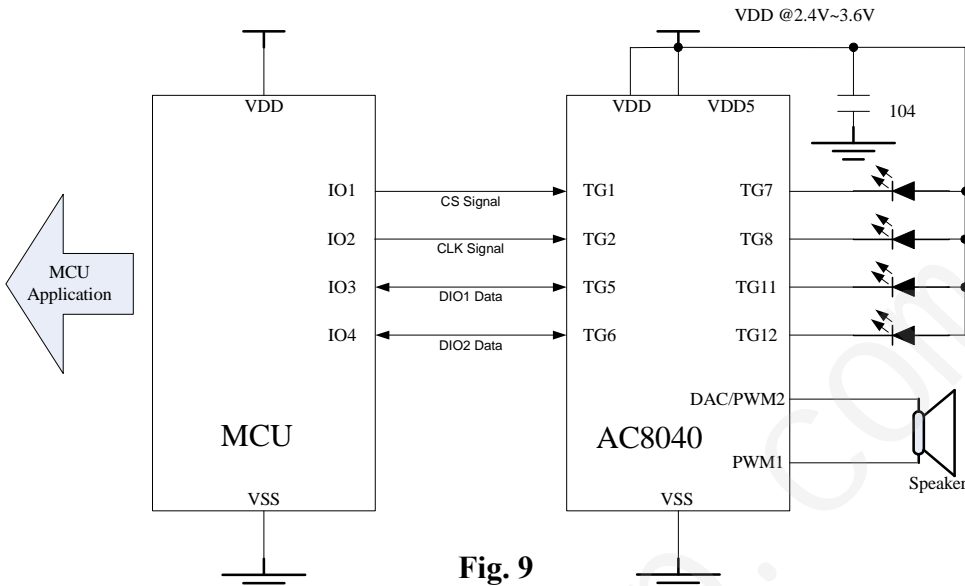 VDD @2.4V~3.6V
VDD
VDD
VDD5
104
IO1
CS Signal
TG1
TG7
IO2
CLK Signal
TG2
TG8
MCU
Application
IO3
DIO1 Data
TG5
TG11
IO4
DIO2 Data
TG6
TG12
DAC/PWM2
MCU
AC8040
PWM1
Speaker
VSS
VSS
Fig. 9